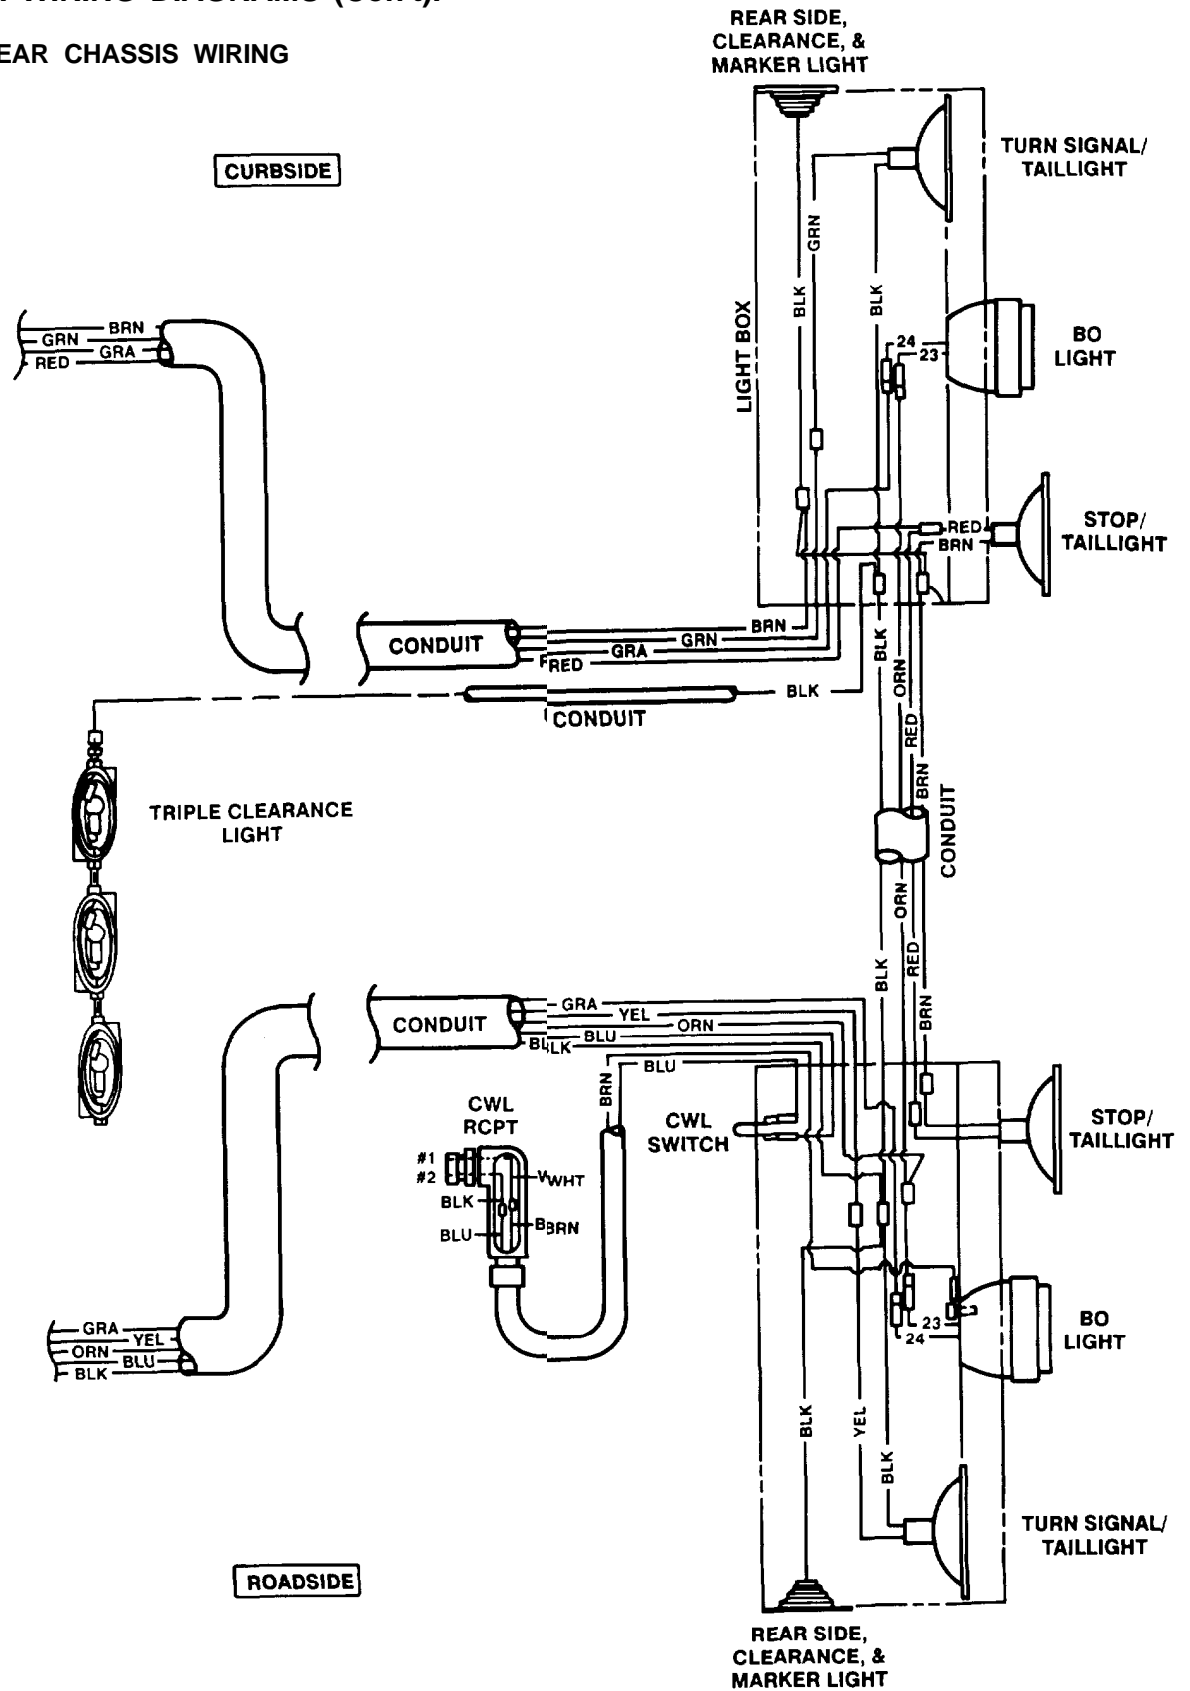 WIRING DIAGRAMS (Con't).
EAR CHASSIS WIRING
REAR SIDE,
CLEARANCE, &
MARKER LIGHT
CURBSIDE
TURN SIGNAL/
TAILLIGHT
GRN
BLK
BLK
LIGHT BOX
24
23
BO
LIGHT
BRN
GRN
GRA
RED
RED
BRN
STOP/
TAILLIGHT
CONDUIT
BRN
GRN
GRA
RED
BLK
CONDUIT
BLK
ORN
RED
BRN
CONDUIT
TRIPLE CLEARANCE
LIGHT
ORN
RED
BLK
BRN
CONDUIT
GRA
YEL
ORN
BLU
BLK
BLU
BRN
CWL
RCPT
CWL
SWITCH
STOP/
TAILLIGHT
#1
#2
WHT
BLK
BRN
BLU
23
24
BO
LIGHT
GRA
YEL
ORN
BLU
BLK
BLK
YEL
BLK
TURN SIGNAL/
TAILLIGHT
ROADSIDE
REAR SIDE,
CLEARANCE, &
MARKER LIGHT